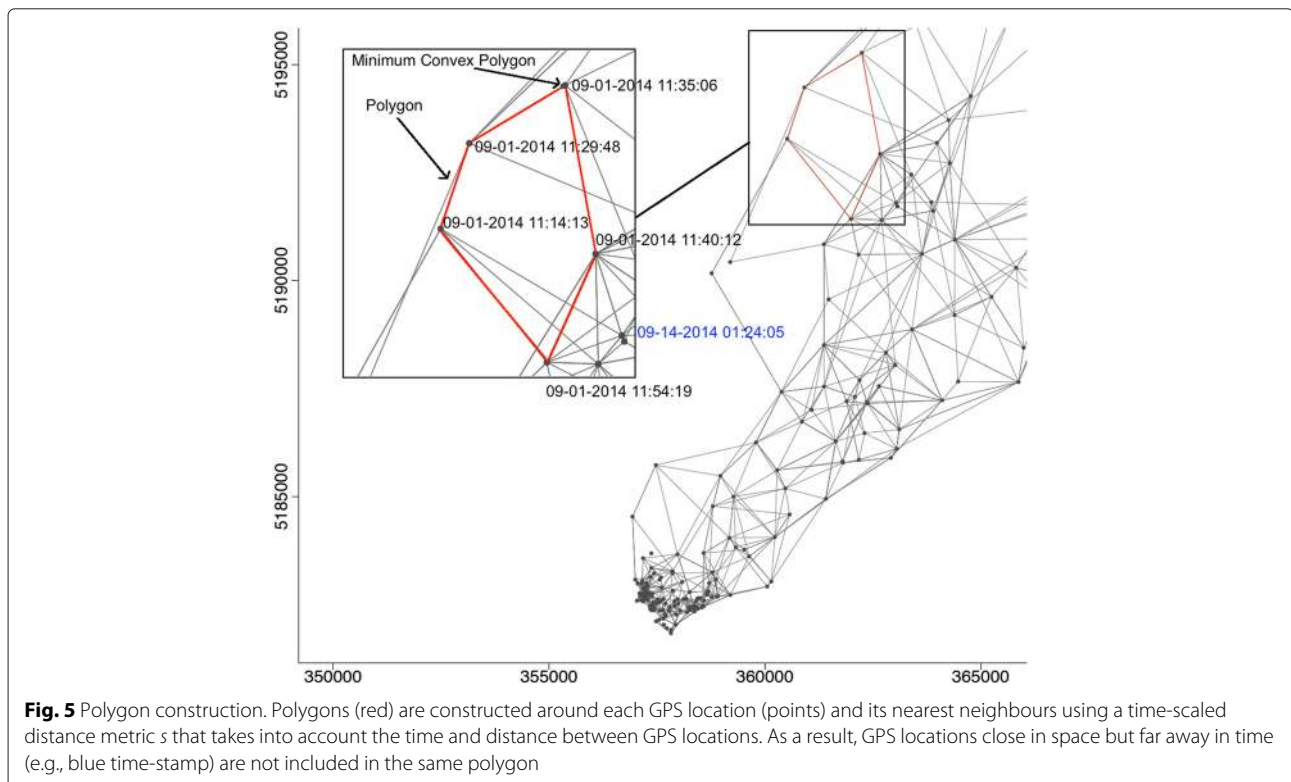 Minimum Convex Polygon
09-01-2014 11:35:06
Polygon
09-01-2014 11:29:48
09-01-2014 11:14:13
09-01-2014 11:40:12
09-14-2014 01:24:05
09-01-2014 11:54:19
5195000
5190000
5185000
350000 355000 360000 365000
Fig. 5 Polygon construction. Polygons (red) are constructed around each GPS location (points) and its nearest neighbours using a time-scaled
distance metric s that takes into account the time and distance between GPS locations. As a result, GPS locations close in space but far away in time
(e.g., blue time-stamp) are not included in the same polygon